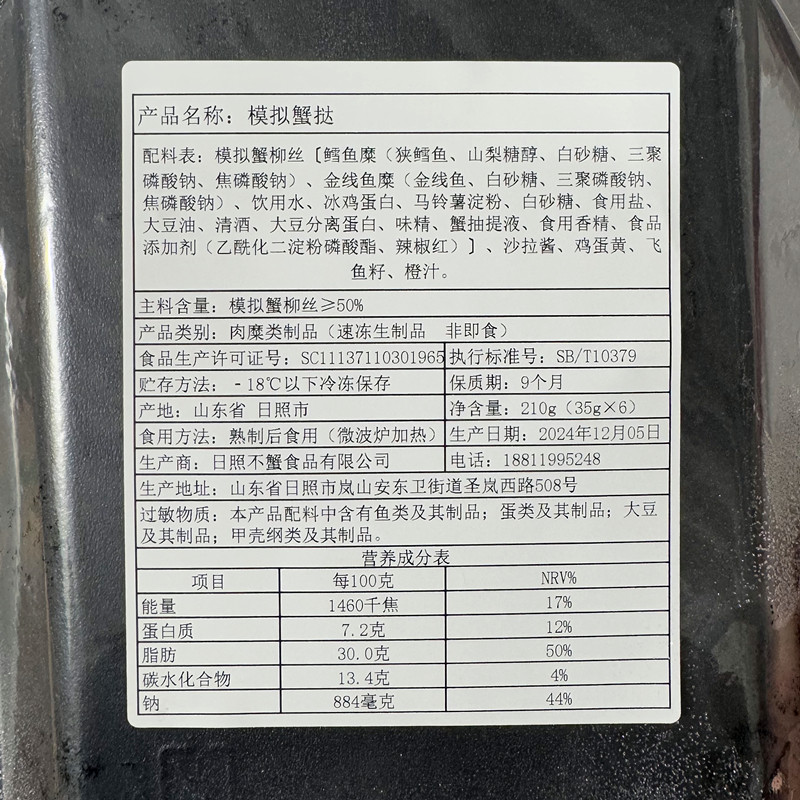 产品名称：模拟蟹挞
配料表：模拟蟹柳丝〔鳕鱼糜（狭鳕鱼、山梨糖醇、白砂糖、三聚
磷酸钠、焦磷酸钠）、金线鱼糜（金线鱼、白砂糖、三聚磷酸钠、
焦磷酸钠）、饮用水、冰鸡蛋白、马铃薯淀粉、白砂糖、食用盐、
大豆油、清酒、大豆分离蛋白、味精、蟹抽提液、食用香精、食品
添加剂（乙酰化二淀粉磷酸酯、辣椒红）〕、沙拉酱、鸡蛋黄、飞
鱼籽、橙汁。
主料含量：模拟蟹柳丝≥50%
产品类别：肉糜类制品（速冻生制品 非即食）
食品生产许可证号：SC11137110301965 执行标准号：SB/T10379
贮存方法：-18℃以下冷冻保存 保质期：9个月
产地：山东省 日照市 净含量：210g（35g×6）
食用方法：熟制后食用（微波炉加热） 生产日期：2024年12月05日
生产商：日照不蟹食品有限公司 电话：18811995248
生产地址：山东省日照市岚山安东卫街道圣岚西路508号
过敏物质：本产品配料中含有鱼类及其制品；蛋类及其制品；大豆
及其制品；甲壳纲类及其制品。
营养成分表
项目 每100克 NRV%
能量 1460千焦 17%
蛋白质 7.2克 12%
脂肪 30.0克 50%
碳水化合物 13.4克 4%
钠 884毫克 44%